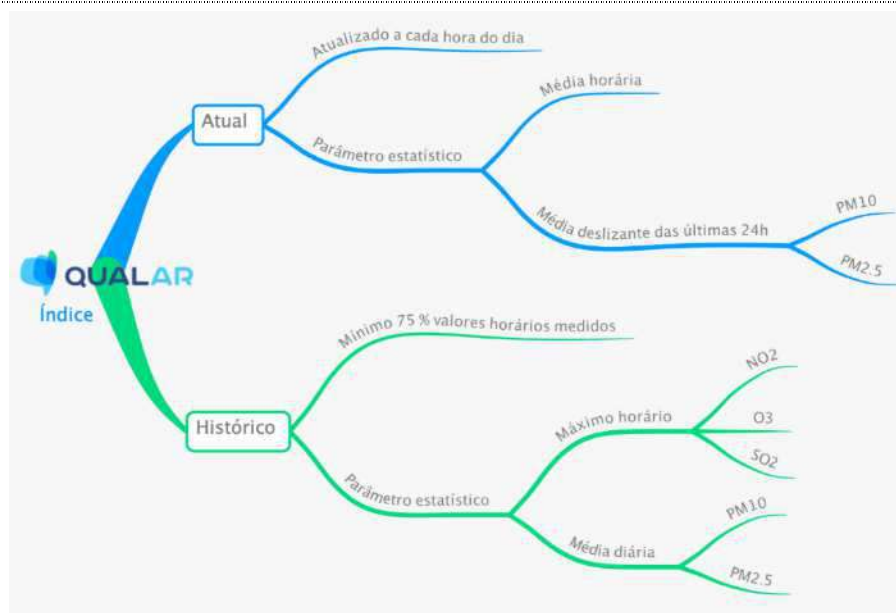 Atualizado a cada hora do dia
Média horária
Atual
Parâmetro estatístico
PM10
Média deslizante das últimas 24h
PM2.5
QUALAR
Índice
Mínimo 75 % valores horários medidos
NO2
Máximo horário
O3
Histórico
SO2
Parâmetro estatístico
PM10
Média diária
PM2.5